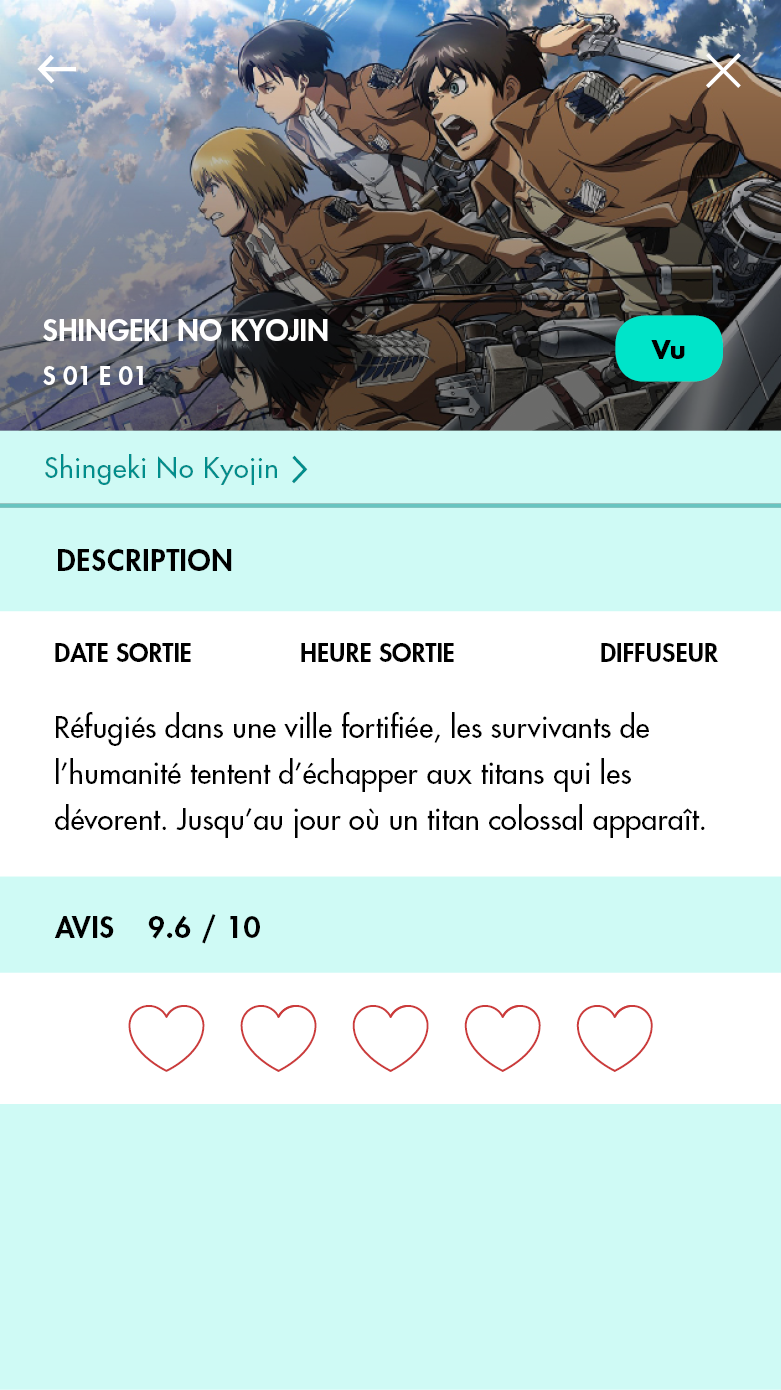 SHINGEKI NO KYOJIN
S 01 E 01
Vu
Shingeki No Kyojin
DESCRIPTION
DATE SORTIE HEURE SORTIE DIFFUSEUR
Réfugiés dans une ville fortifiée, les survivants de
l’humanité tentent d’échapper aux titans qui les
dévorent. Jusqu’au jour où un titan colossal apparaît.
AVIS 9.6 / 10